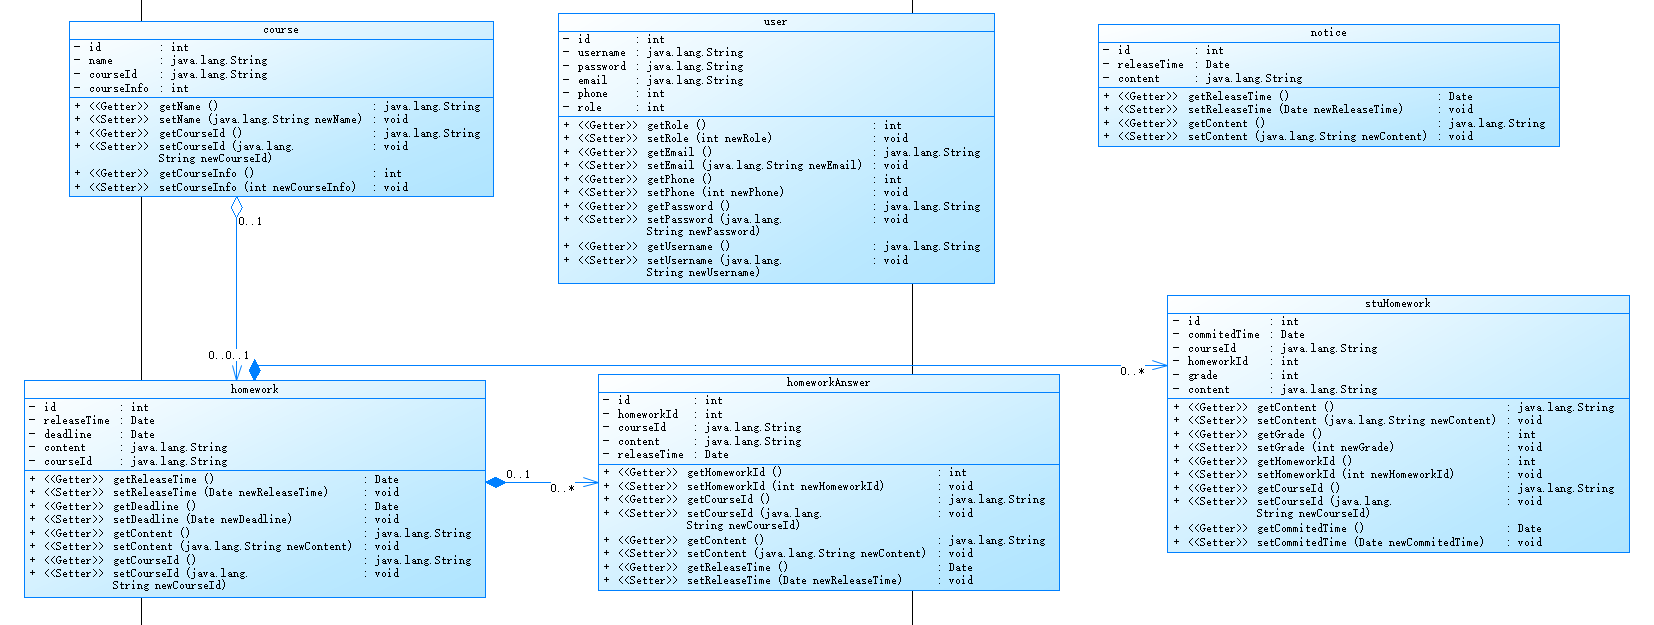 course
- id : int
- name : java.lang.String
- courseId : java.lang.String
- courseInfo : int
+ <<Getter>> getName () : java.lang.String
+ <<Setter>> setName (java.lang.String newName) : void
+ <<Getter>> getCourseId () : java.lang.String
+ <<Setter>> setCourseId (java.lang. : void
String newCourseId)
+ <<Getter>> getCourseInfo () : int
+ <<Setter>> setCourseInfo (int newCourseInfo) : void
user
- id : int
- username : java.lang.String
- password : java.lang.String
- email : java.lang.String
- phone : int
- role : int
+ <<Getter>> getRole () : int
+ <<Setter>> setRole (int newRole) : void
+ <<Getter>> getEmail () : java.lang.String
+ <<Setter>> setEmail (java.lang.String newEmail) : void
+ <<Getter>> getPhone () : int
+ <<Setter>> setPhone (int newPhone) : void
+ <<Getter>> getPassword () : java.lang.String
+ <<Setter>> setPassword (java.lang. : void
String newPassword)
+ <<Getter>> getUsername () : java.lang.String
+ <<Setter>> setUsername (java.lang. : void
String newUsername)
notice
- id : int
- releaseTime : Date
- content : java.lang.String
+ <<Getter>> getReleaseTime () : Date
+ <<Setter>> setReleaseTime (Date newReleaseTime) : void
+ <<Getter>> getContent () : java.lang.String
+ <<Setter>> setContent (java.lang.String newContent) : void
0..1
0..0..1
0..*
homework
- id : int
- releaseTime : Date
- deadline : Date
- content : java.lang.String
- courseId : java.lang.String
+ <<Getter>> getReleaseTime () : Date
+ <<Setter>> setReleaseTime (Date newReleaseTime) : void
+ <<Getter>> getDeadline () : Date
+ <<Setter>> setDeadline (Date newDeadline) : void
+ <<Getter>> getContent () : java.lang.String
+ <<Setter>> setContent (java.lang.String newContent) : void
+ <<Getter>> getCourseId () : java.lang.String
+ <<Setter>> setCourseId (java.lang. : void
String newCourseId)
0..1
0..*
homeworkAnswer
- id : int
- homeworkId : int
- courseId : java.lang.String
- content : java.lang.String
- releaseTime : Date
+ <<Getter>> getHomeworkId () : int
+ <<Setter>> setHomeworkId (int newHomeworkId) : void
+ <<Getter>> getCourseId () : java.lang.String
+ <<Setter>> setCourseId (java.lang. : void
String newCourseId)
+ <<Getter>> getContent () : java.lang.String
+ <<Setter>> setContent (java.lang.String newContent) : void
+ <<Getter>> getReleaseTime () : Date
+ <<Setter>> setReleaseTime (Date newReleaseTime) : void
stuHomework
- id : int
- commitedTime : Date
- courseId : java.lang.String
- homeworkId : int
- grade : int
- content : java.lang.String
+ <<Getter>> getContent () : java.lang.String
+ <<Setter>> setContent (java.lang.String newContent) : void
+ <<Getter>> getGrade () : int
+ <<Setter>> setGrade (int newGrade) : void
+ <<Getter>> getHomeworkId () : int
+ <<Setter>> setHomeworkId (int newHomeworkId) : void
+ <<Getter>> getCourseId () : java.lang.String
+ <<Setter>> setCourseId (java.lang. : void
String newCourseId)
+ <<Getter>> getCommitedTime () : Date
+ <<Setter>> setCommitedTime (Date newCommitedTime) : void